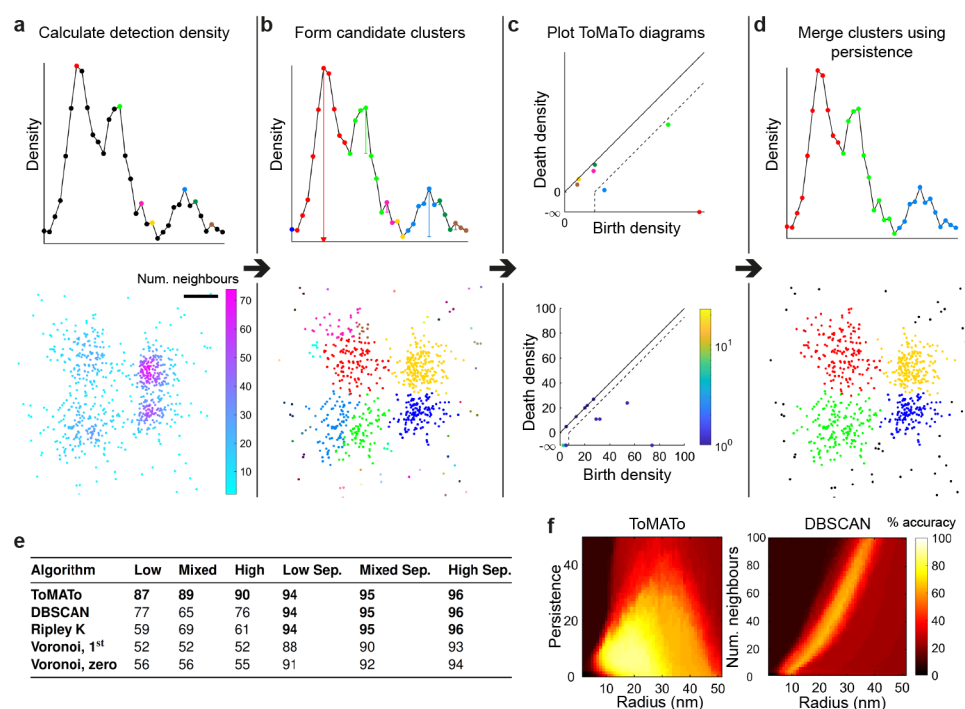 a Calculate detection density
Density
b Form candidate clusters
Density
c Plot ToMaTo diagrams
Death density
0
-∞
0
Birth density
d Merge clusters using
persistence
Density
Num. neighbours
70
60
50
40
30
20
10
100
80
60
40
20
0
-∞
Death density
0 20 40 60 80 100
Birth density
10¹
10⁰
e
Algorithm Low Mixed High Low Sep. Mixed Sep. High Sep.
ToMATo 87 89 90 94 95 96
DBSCAN 77 65 76 94 95 96
Ripley K 59 69 61 94 95 96
Voronoi, 1st 52 52 52 88 90 93
Voronoi, zero 56 56 55 91 92 94
f ToMATo
Persistence
40
20
0
10 20 30 40 50
Radius (nm)
DBSCAN
Num. neighbours
100
80
60
40
20
0
10 20 30 40 50
Radius (nm)
% accuracy
100
80
60
40
20
0